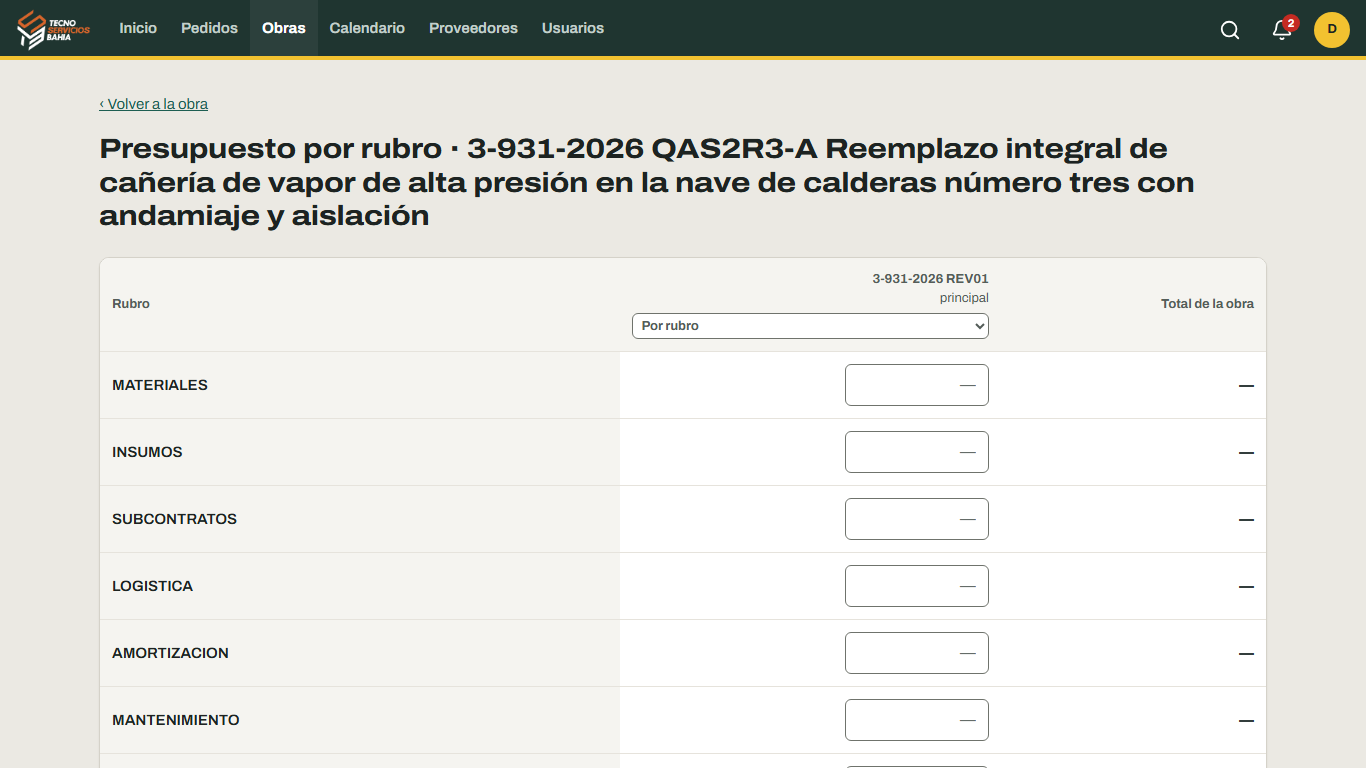 TECNO
SERVICIOS
BAHIA
Inicio
Pedidos
Obras
Calendario
Proveedores
Usuarios
2
D
‹ Volver a la obra
Presupuesto por rubro · 3-931-2026 QAS2R3-A Reemplazo integral de
cañería de vapor de alta presión en la nave de calderas número tres con
andamiaje y aislación
Rubro
3-931-2026 REV01
principal
Por rubro
Total de la obra
MATERIALES
—
—
INSUMOS
—
—
SUBCONTRATOS
—
—
LOGISTICA
—
—
AMORTIZACION
—
—
MANTENIMIENTO
—
—